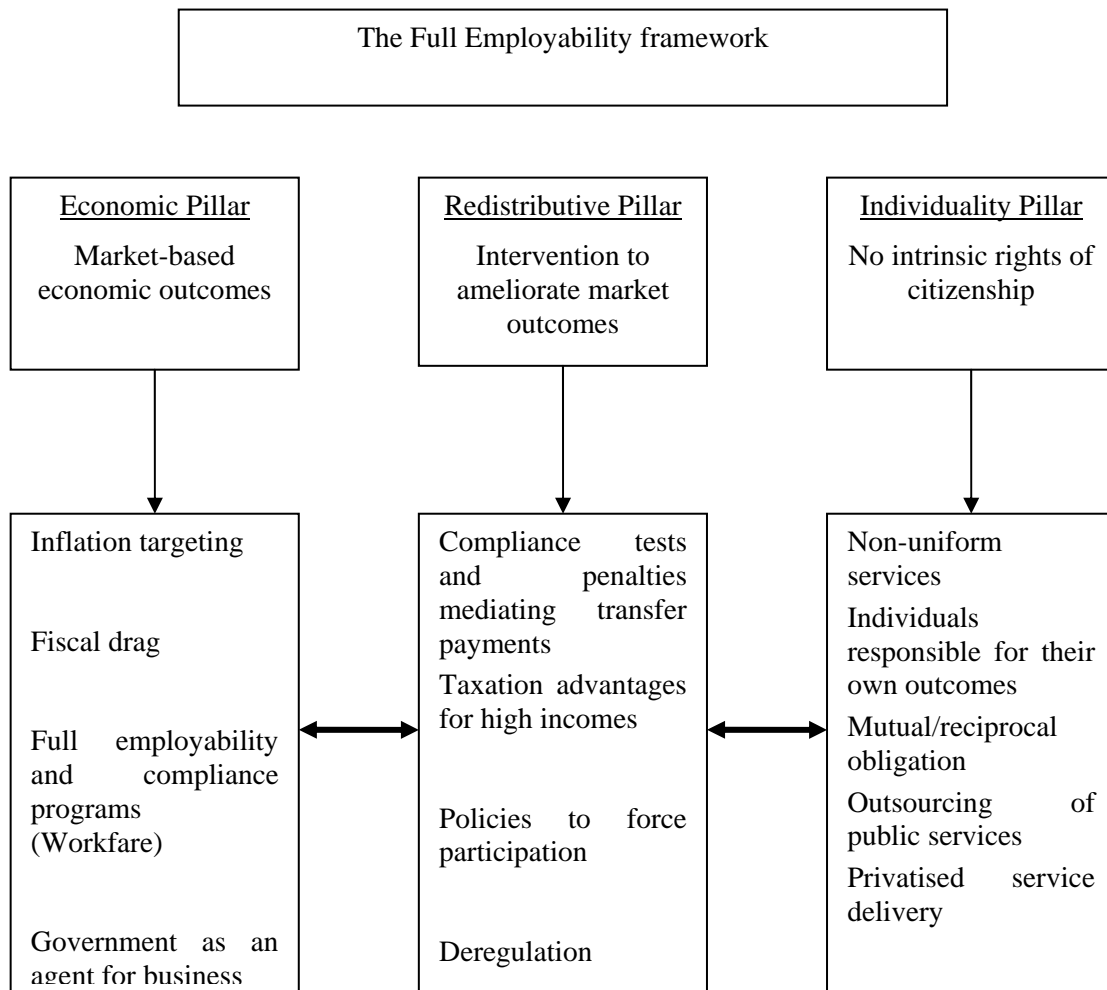 The Full Employability framework
Economic Pillar
Market-based
economic outcomes
Redistributive Pillar
Intervention to
ameliorate market
outcomes
Individuality Pillar
No intrinsic rights of
citizenship
Inflation targeting
Fiscal drag
Full employability
and compliance
programs
(Workfare)
Government as an
agent for business
Compliance tests
and penalties
mediating transfer
payments
Taxation advantages
for high incomes
Policies to force
participation
Deregulation
Non-uniform
services
Individuals
responsible for their
own outcomes
Mutual/reciprocal
obligation
Outsourcing of
public services
Privatised service
delivery